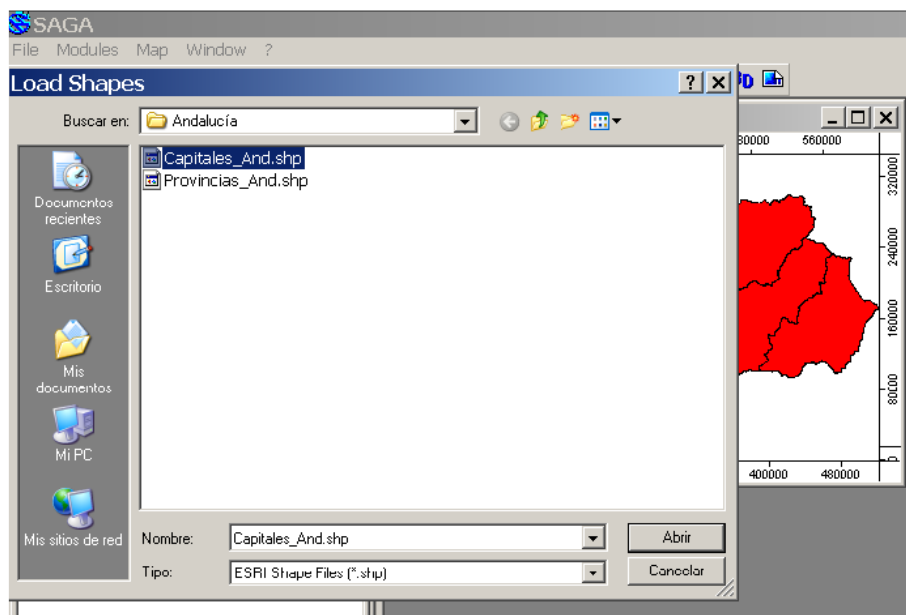 SAGA
File Modules Map Window ?
Load Shapes
Buscar en: Andalucía
Capitales_And.shp
Provincias_And.shp
Documentos
recientes
Escritorio
Mis
documentos
Mi PC
Mis sitios de red
Nombre: Capitales_And.shp Abrir
Tipo: ESRI Shape Files (*.shp) Cancelar
560000
320000
240000
160000
80000
0
400000 480000